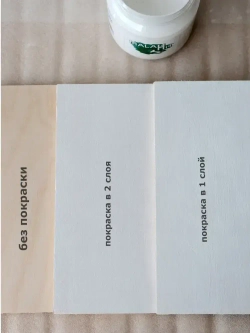 без покраски
покраска в 2 слоя
покраска в 1 слой